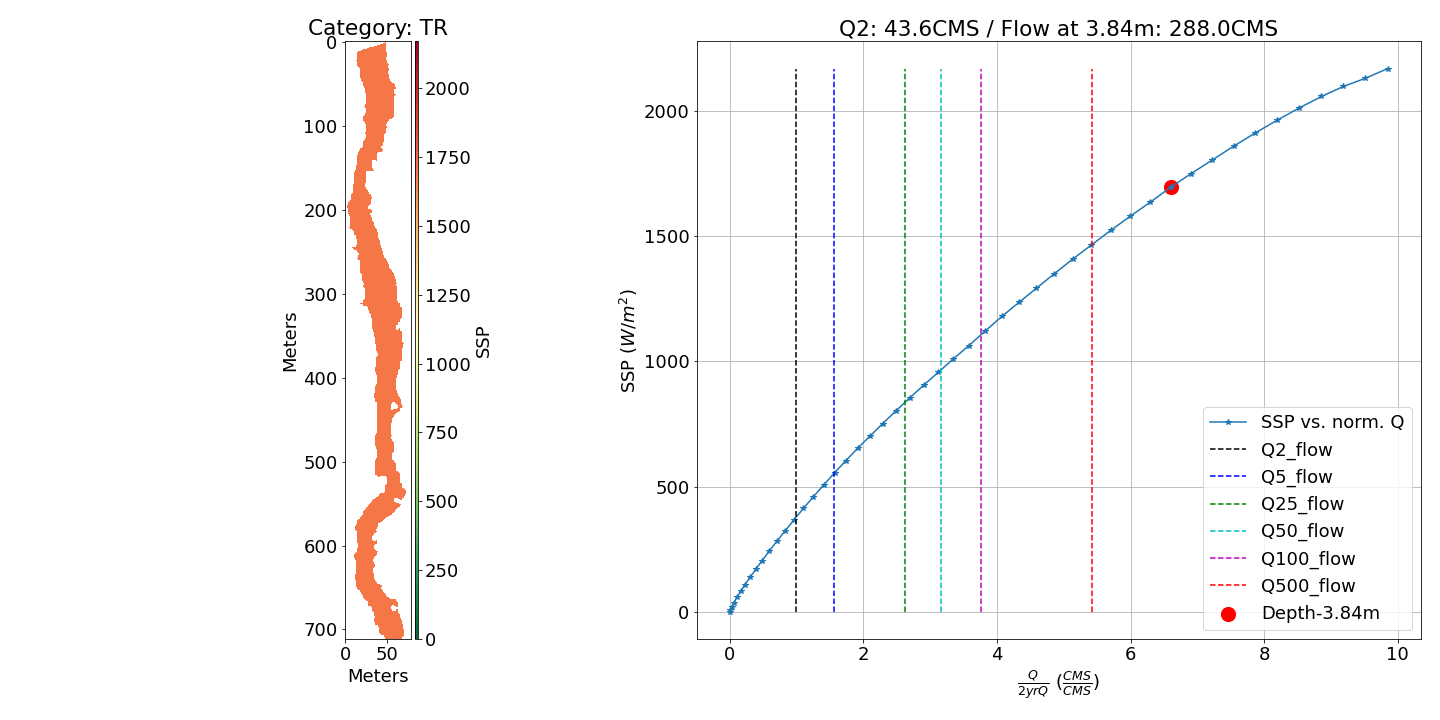 Category: TR
0
100
200
300
400
500
600
700
Meters
0 50
Meters
2000
1750
1500
1250
1000
750
500
250
0
SSP
Q2: 43.6CMS / Flow at 3.84m: 288.0CMS
2000
1500
1000
500
0
SSP (W/m²)
0 2 4 6 8 10
Q/2yrQ (CMS/CMS)
SSP vs. norm. Q
Q2_flow
Q5_flow
Q25_flow
Q50_flow
Q100_flow
Q500_flow
Depth-3.84m